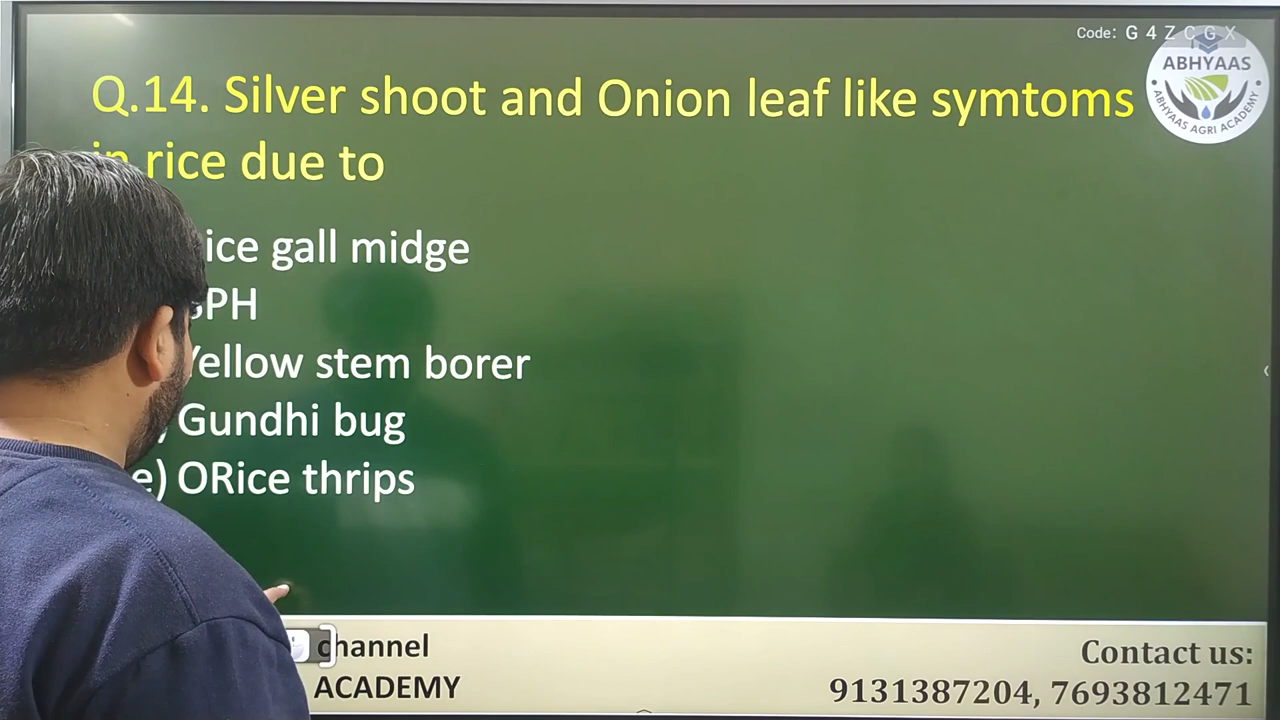 Code: G 4 Z C G X
ABHYAAS
ABHYAAS AGRI ACADEMY
Q.14. Silver shoot and Onion leaf like symtoms
in rice due to
ice gall midge
PH
Yellow stem borer
) Gundhi bug
e) ORice thrips
channel
ACADEMY
Contact us:
9131387204, 7693812471